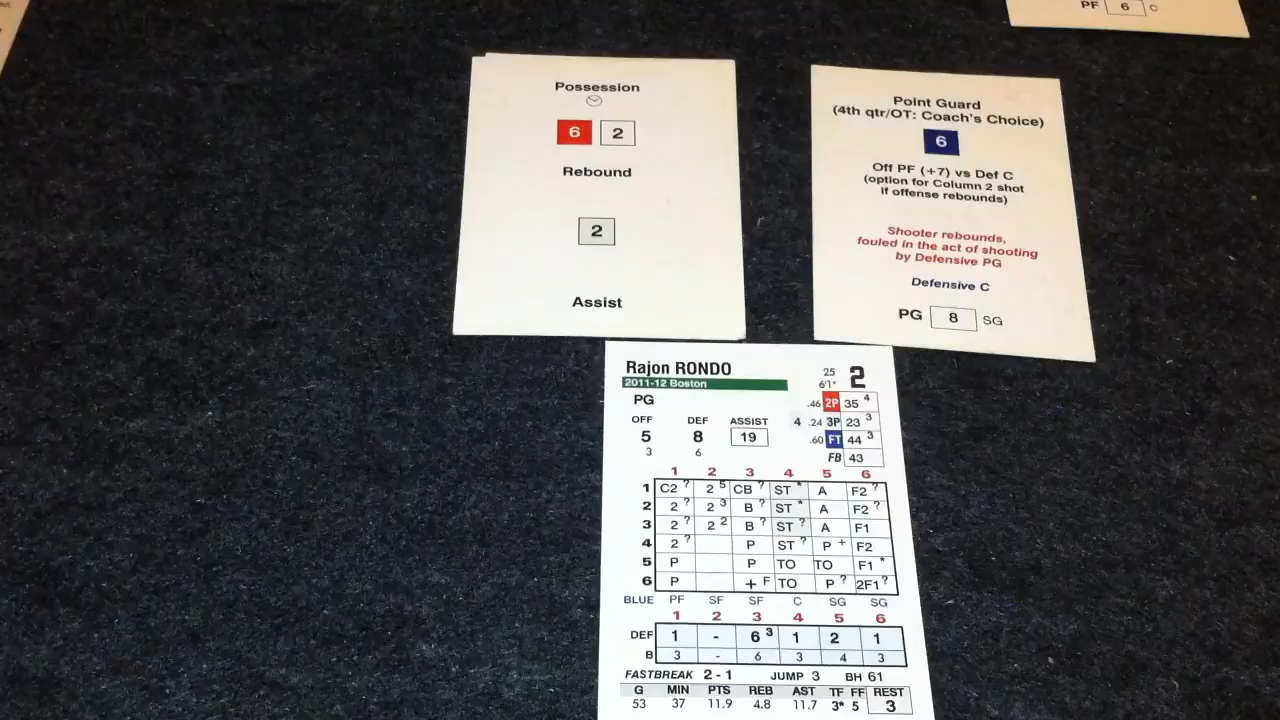 PF 6 C
Possession
6 2
Rebound
2
Assist
Point Guard
(4th qtr/OT: Coach's Choice)
6
Off PF (+7) vs Def C
(option for Column 2 shot
if offense rebounds)
Shooter rebounds,
fouled in the act of shooting
by Defensive PG
Defensive C
PG 8 SG
Rajon RONDO 25 2
2011-12 Boston 6'1"
PG .46 2P 35 4
OFF DEF ASSIST 4 .24 3P 23 3
5 8 19 .60 FT 44 3
3 6 FB 43
1 2 3 4 5 6
1 C2 ? 2 5 CB ? ST * A F2 ?
2 2 ? 2 3 B ? ST * A F2 ?
3 2 ? 2 2 B ? ST ? A F1
4 2 ? P ST ? P + F2
5 P P TO TO F1 *
6 P + F TO P ? 2F1 ?
BLUE PF SF SF C SG SG
1 2 3 4 5 6
DEF 1 - 6 3 1 2 1
B 3 - 6 3 4 3
FASTBREAK 2 - 1 JUMP 3 BH 61
G MIN PTS REB AST TF FF REST
53 37 11.9 4.8 11.7 3* 5 3